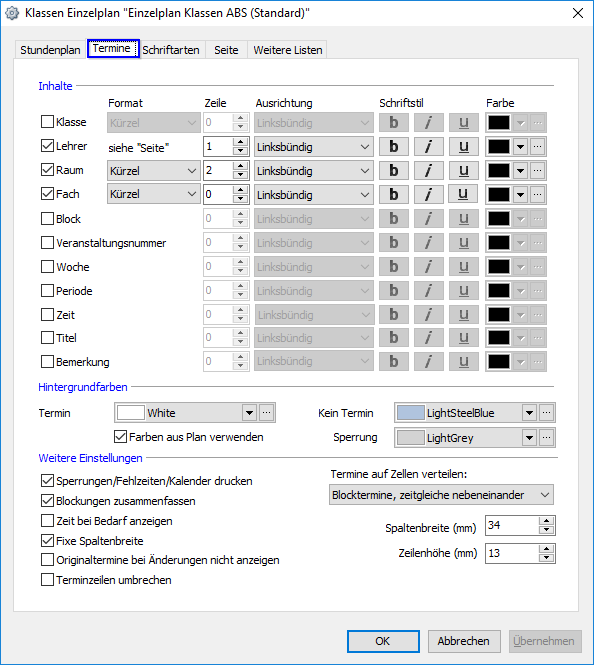 Klassen Einzelplan "Einzelplan Klassen ABS (Standard)"
Stundenplan Termine Schriftarten Seite Weitere Listen
Inhalte
Format Zeile Ausrichtung Schriftstil Farbe
Klasse Kürzel 0 Linksbündig b i u
Lehrer siehe "Seite" 1 Linksbündig b i u
Raum Kürzel 2 Linksbündig b i u
Fach Kürzel 0 Linksbündig b i u
Block 0 Linksbündig b i u
Veranstaltungsnummer 0 Linksbündig b i u
Woche 0 Linksbündig b i u
Periode 0 Linksbündig b i u
Zeit 0 Linksbündig b i u
Titel 0 Linksbündig b i u
Bemerkung 0 Linksbündig b i u
Hintergrundfarben
Termin White Kein Termin LightSteelBlue
Farben aus Plan verwenden Sperrung LightGrey
Weitere Einstellungen
Sperrungen/Fehlzeiten/Kalender drucken
Blockungen zusammenfassen
Zeit bei Bedarf anzeigen
Fixe Spaltenbreite
Originaltermine bei Änderungen nicht anzeigen
Terminzeilen umbrechen
Termine auf Zellen verteilen:
Blocktermine, zeitgleiche nebeneinander
Spaltenbreite (mm) 34
Zeilenhöhe (mm) 13
OK Abbrechen Übernehmen